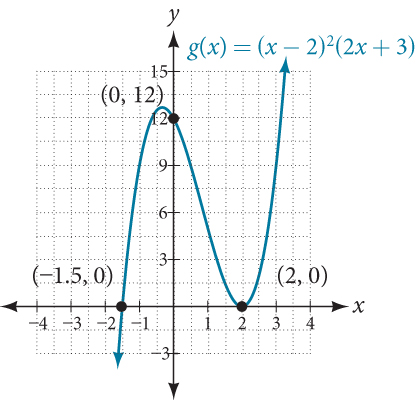 y
g(x) = (x − 2)²(2x + 3)
15
(0, 12)
12
9
6
3
(−1.5, 0)
(2, 0)
x
−4 −3 −2 −1 1 2 3 4
−3